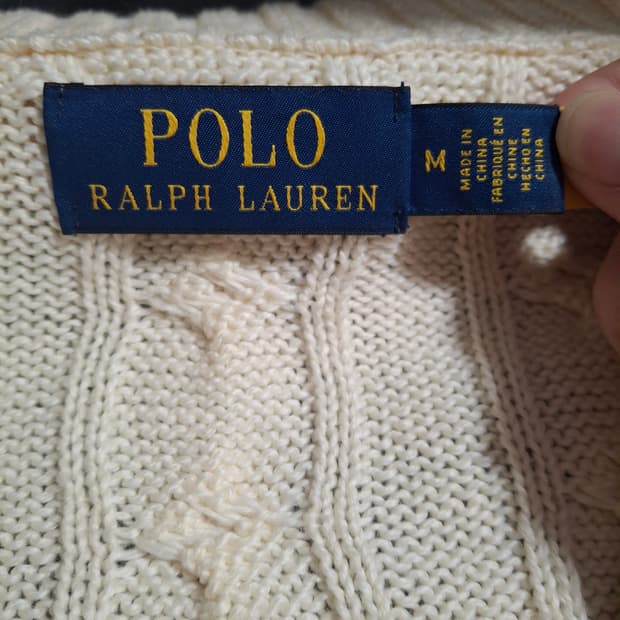 POLO
RALPH LAUREN
M
MADE IN
CHINA
FABRIQUÉ EN
CHINE
HECHO EN
CHINA